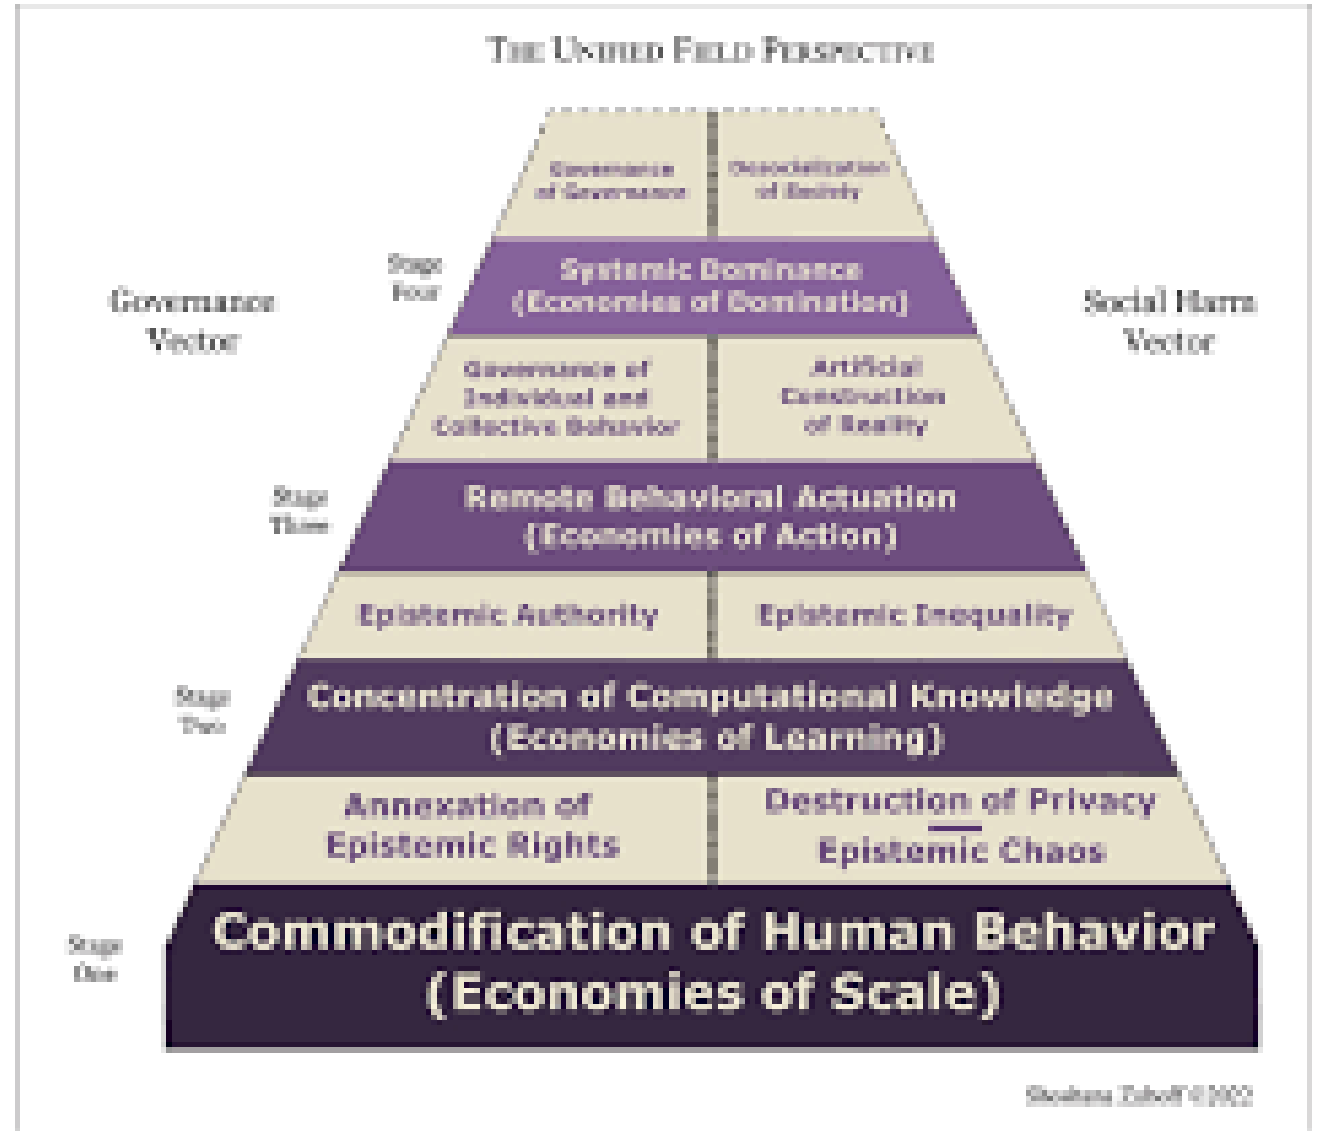 THE UNIFIED FIELD PERSPECTIVE
Governance
of Governance
Desocialization
of Society
Stage
Four
Systemic Dominance
(Economies of Domination)
Governance
Vector
Social Harm
Vector
Governance of
Individual and
Collective Behavior
Artificial
Construction
of Reality
Stage
Three
Remote Behavioral Actuation
(Economies of Action)
Epistemic Authority
Epistemic Inequality
Stage
Two
Concentration of Computational Knowledge
(Economies of Learning)
Annexation of
Epistemic Rights
Destruction of Privacy
Epistemic Chaos
Stage
One
Commodification of Human Behavior
(Economies of Scale)
Shoshana Zuboff ©2022